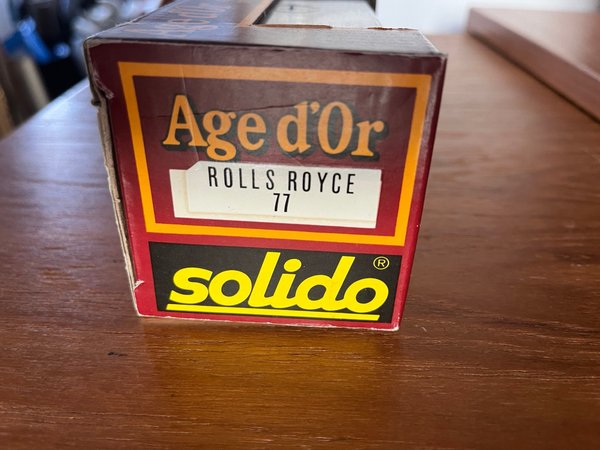 Age d'Or
ROLLS ROYCE
77
solido®